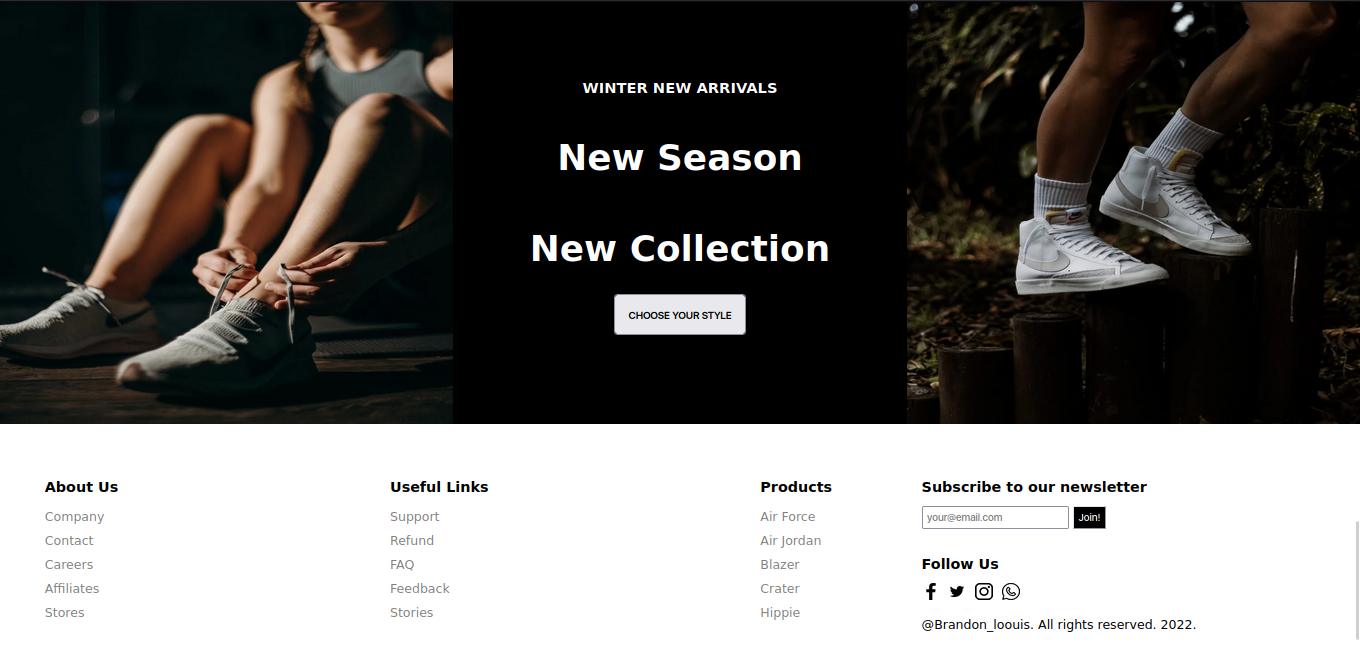 WINTER NEW ARRIVALS
New Season
New Collection
CHOOSE YOUR STYLE
About Us
Company
Contact
Careers
Affiliates
Stores
Useful Links
Support
Refund
FAQ
Feedback
Stories
Products
Air Force
Air Jordan
Blazer
Crater
Hippie
Subscribe to our newsletter
your@email.com Join!
Follow Us
@Brandon_loouis. All rights reserved. 2022.